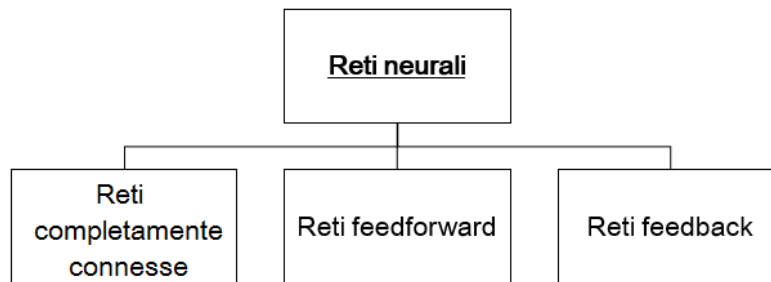 Reti neurali
Reti
completamente
connesse
Reti feedforward
Reti feedback